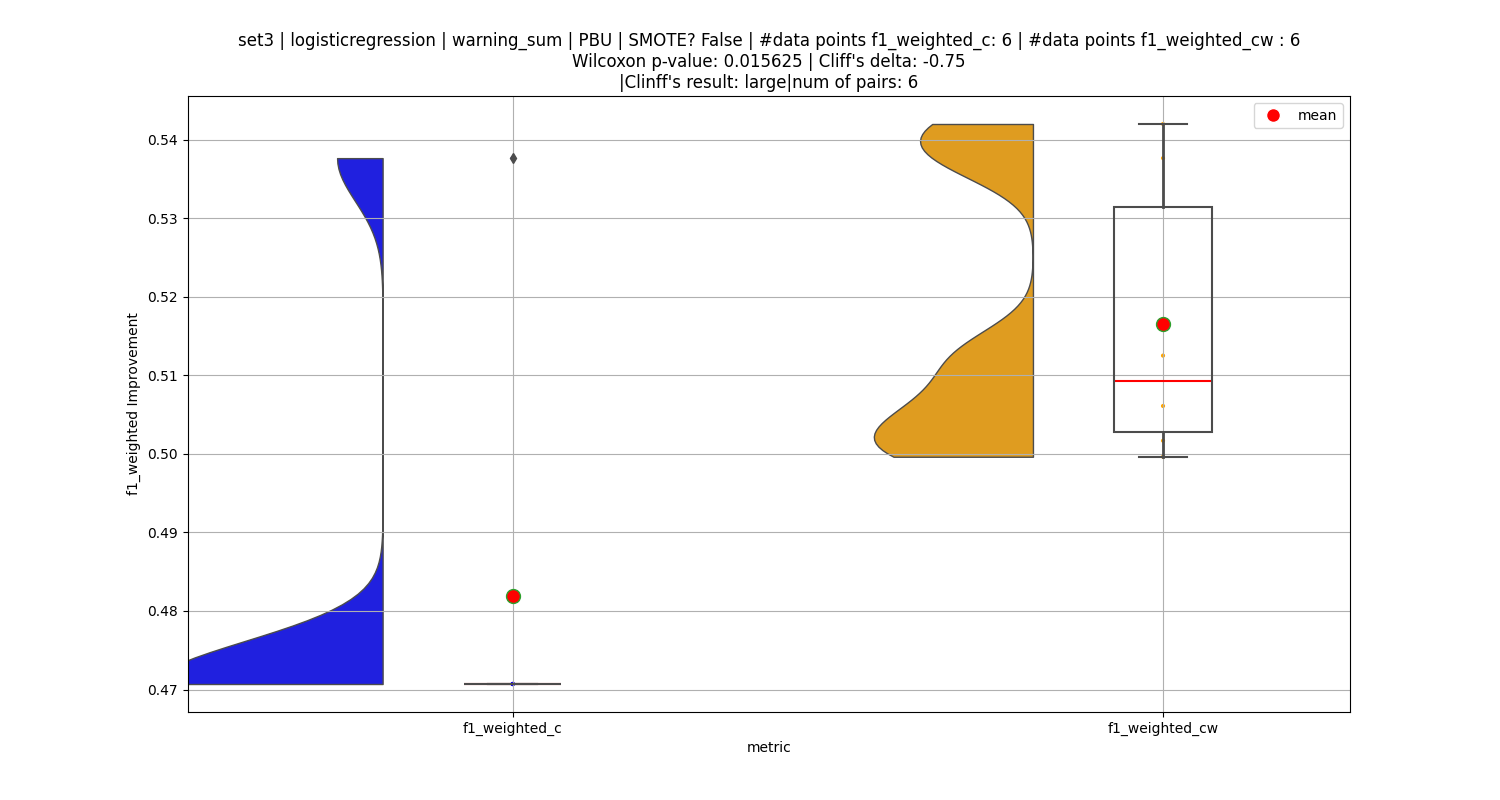 set3 | logisticregression | warning_sum | PBU | SMOTE? False | #data points f1_weighted_c: 6 | #data points f1_weighted_cw : 6
Wilcoxon p-value: 0.015625 | Cliff's delta: -0.75
|Clinff's result: large|num of pairs: 6
mean
0.54
0.53
0.52
0.51
0.50
0.49
0.48
0.47
f1_weighted Improvement
f1_weighted_c
f1_weighted_cw
metric